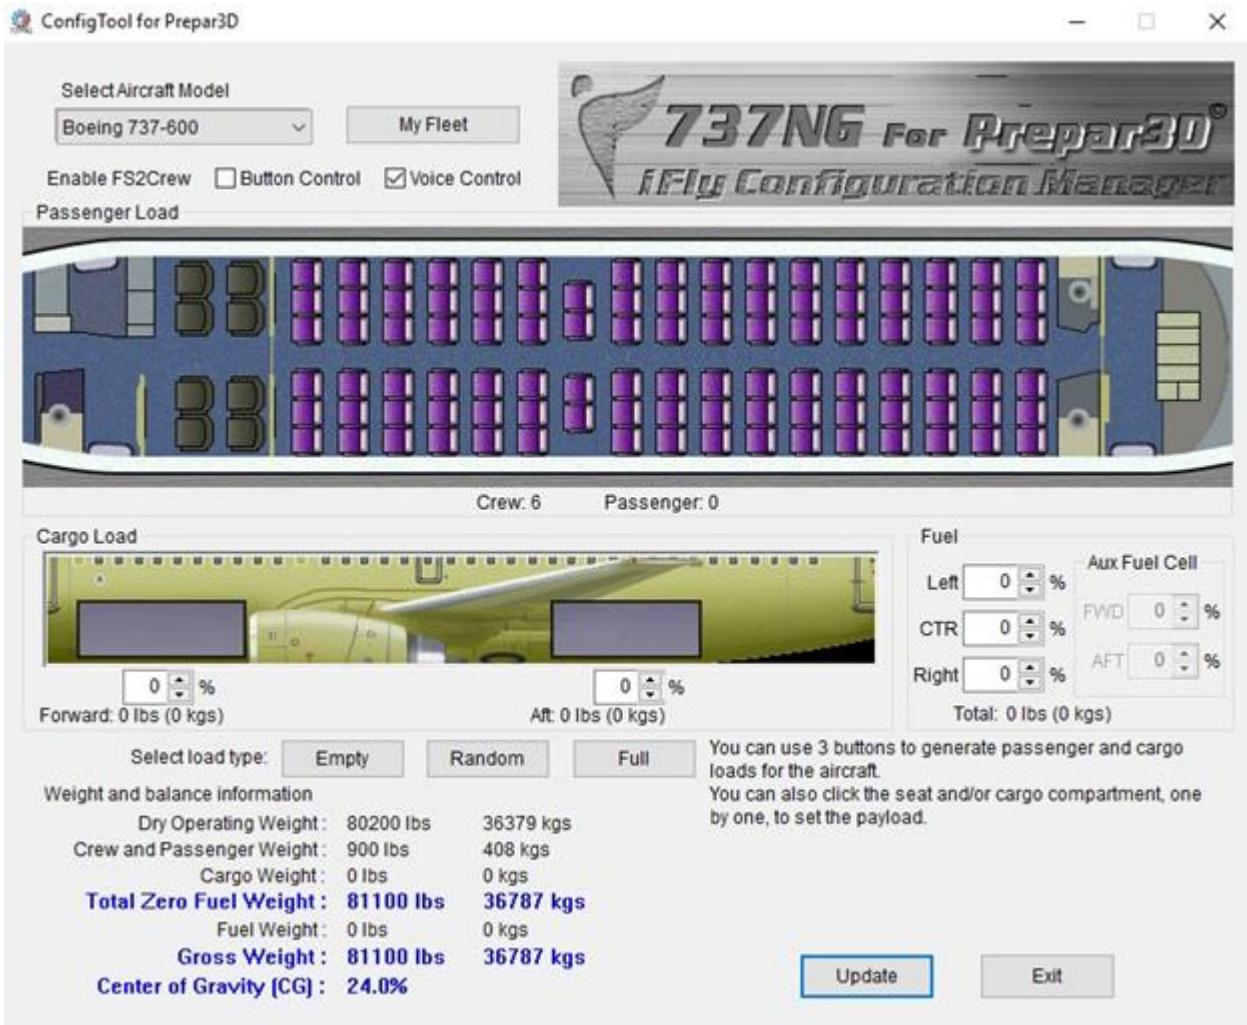 ConfigTool for Prepar3D
Select Aircraft Model
Boeing 737-600
My Fleet
Enable FS2Crew Button Control Voice Control
737NG For Prepar3D©
iFly Configuration Manager
Passenger Load
Crew: 6 Passenger: 0
Cargo Load
0 %
Forward: 0 lbs (0 kgs)
0 %
Aft: 0 lbs (0 kgs)
Fuel
Left 0 %
CTR 0 %
Right 0 %
Aux Fuel Cell
FWD 0 %
AFT 0 %
Total: 0 lbs (0 kgs)
Select load type: Empty Random Full
You can use 3 buttons to generate passenger and cargo
loads for the aircraft.
You can also click the seat and/or cargo compartment, one
by one, to set the payload.
Weight and balance information
Dry Operating Weight : 80200 lbs 36379 kgs
Crew and Passenger Weight : 900 lbs 408 kgs
Cargo Weight : 0 lbs 0 kgs
Total Zero Fuel Weight : 81100 lbs 36787 kgs
Fuel Weight : 0 lbs 0 kgs
Gross Weight : 81100 lbs 36787 kgs
Center of Gravity (CG) : 24.0%
Update
Exit